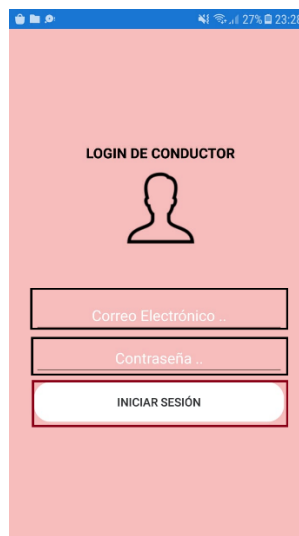 27% 23:28
LOGIN DE CONDUCTOR
Correo Electrónico ..
Contraseña ..
INICIAR SESIÓN